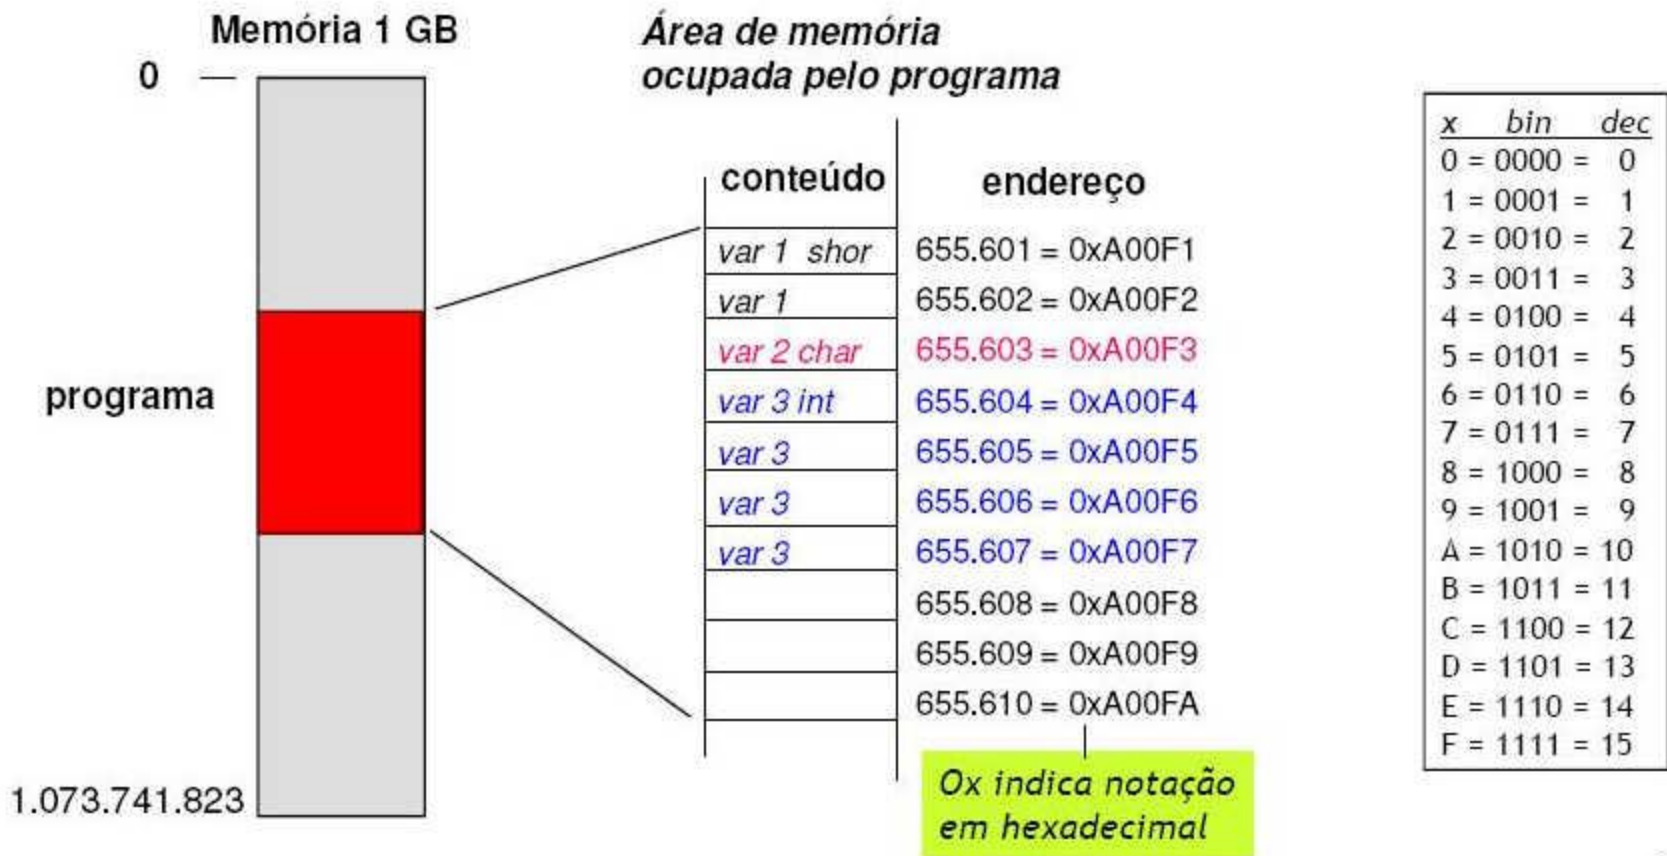 Memória 1 GB
0
programa
1.073.741.823
Área de memória
ocupada pelo programa
conteúdo endereço
var 1 shor 655.601 = 0xA00F1
var 1 655.602 = 0xA00F2
var 2 char 655.603 = 0xA00F3
var 3 int 655.604 = 0xA00F4
var 3 655.605 = 0xA00F5
var 3 655.606 = 0xA00F6
var 3 655.607 = 0xA00F7
655.608 = 0xA00F8
655.609 = 0xA00F9
655.610 = 0xA00FA
Ox indica notação
em hexadecimal
x bin dec
0 = 0000 = 0
1 = 0001 = 1
2 = 0010 = 2
3 = 0011 = 3
4 = 0100 = 4
5 = 0101 = 5
6 = 0110 = 6
7 = 0111 = 7
8 = 1000 = 8
9 = 1001 = 9
A = 1010 = 10
B = 1011 = 11
C = 1100 = 12
D = 1101 = 13
E = 1110 = 14
F = 1111 = 15